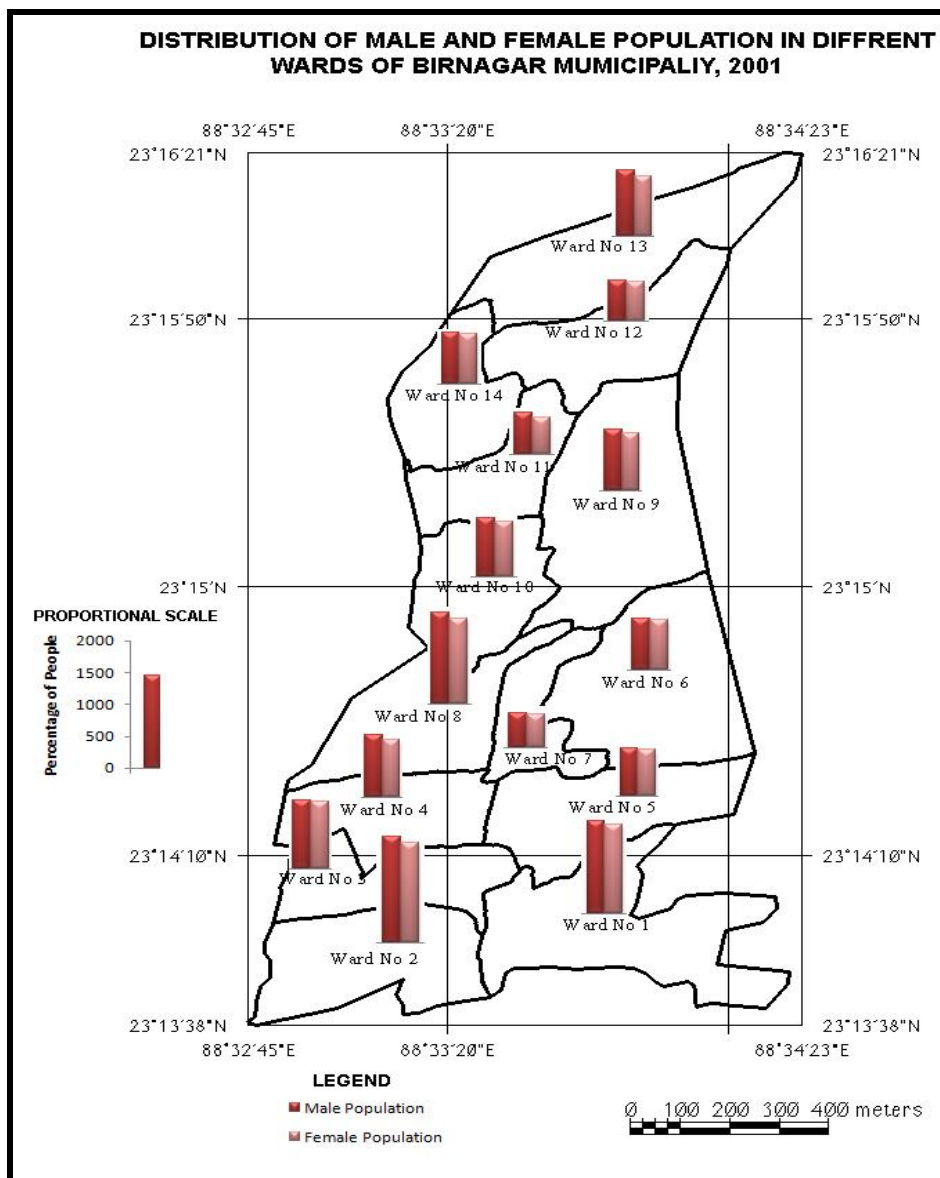 DISTRIBUTION OF MALE AND FEMALE POPULATION IN DIFFRENT
WARDS OF BIRNAGAR MUMICIPALIY, 2001
88°32´45"E 88°33´20"E 88°34´23"E
23°16´21"N 23°16´21"N
Ward No 13
23°15´50"N 23°15´50"N
Ward No 12
Ward No 14
Ward No 11
Ward No 9
23°15´N 23°15´N
Ward No 10
PROPORTIONAL SCALE
Percentage of People
2000
1500
1000
500
0
Ward No 6
Ward No 8
Ward No 7
Ward No 5
Ward No 4
23°14´10"N 23°14´10"N
Ward No 3
Ward No 1
Ward No 2
23°13´38"N 23°13´38"N
88°32´45"E 88°33´20"E 88°34´23"E
LEGEND
Male Population
Female Population
0 100 200 300 400 meters